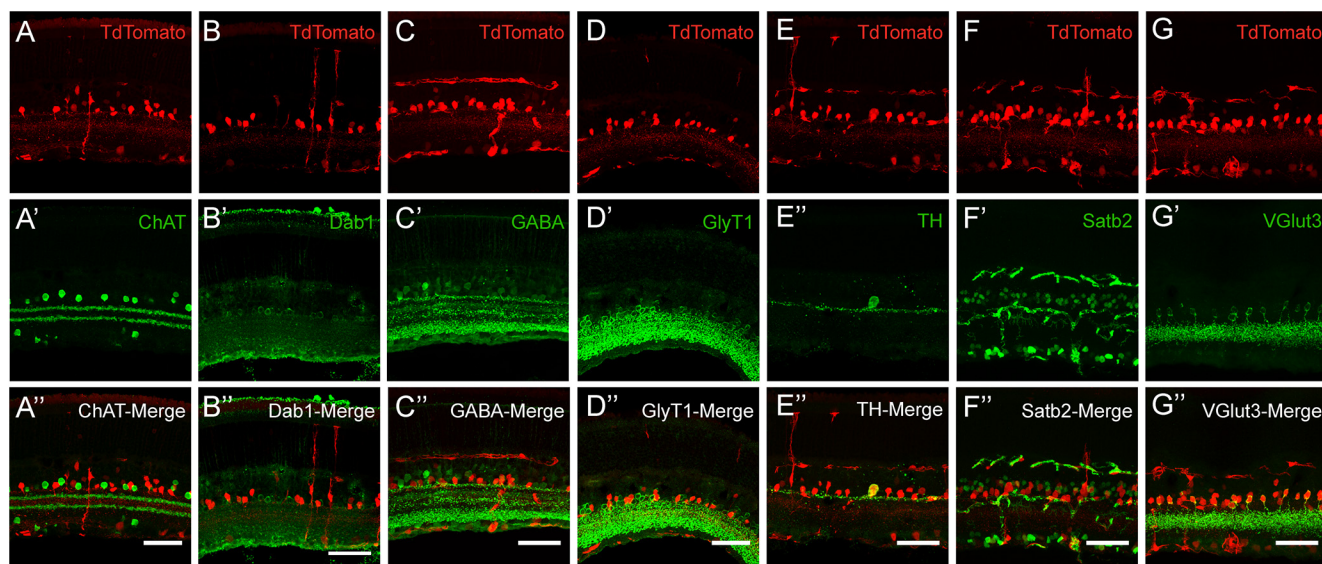 A TdTomato
B TdTomato
C TdTomato
D TdTomato
E TdTomato
F TdTomato
G TdTomato
A’ ChAT
B’ Dab1
C’ GABA
D’ GlyT1
E’’ TH
F’ Satb2
G’ VGlut3
A’’ ChAT-Merge
B’’ Dab1-Merge
C’’ GABA-Merge
D’’ GlyT1-Merge
E’’ TH-Merge
F’’ Satb2-Merge
G’’ VGlut3-Merge